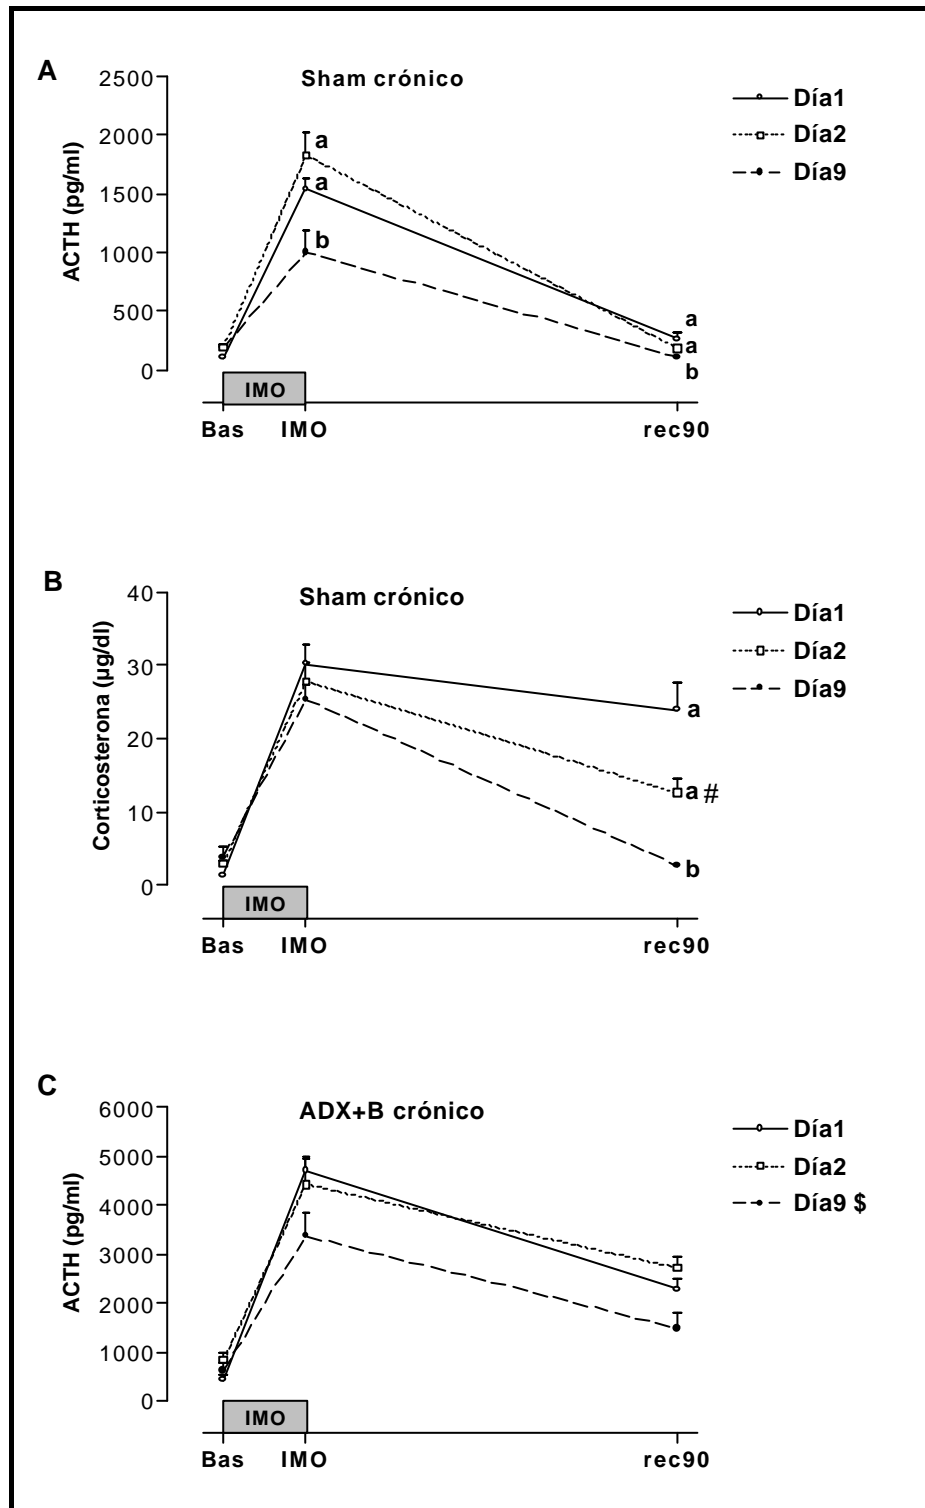 A
Sham crónico
ACTH (pg/ml)
2500
2000
1500
1000
500
0
a
a
b
a
a
b
Día1
Día2
Día9
IMO
Bas IMO rec90
B
Sham crónico
Corticosterona (µg/dl)
40
30
20
10
0
a
a #
b
Día1
Día2
Día9
IMO
Bas IMO rec90
C
ADX+B crónico
ACTH (pg/ml)
6000
5000
4000
3000
2000
1000
0
Día1
Día2
Día9 $
IMO
Bas IMO rec90